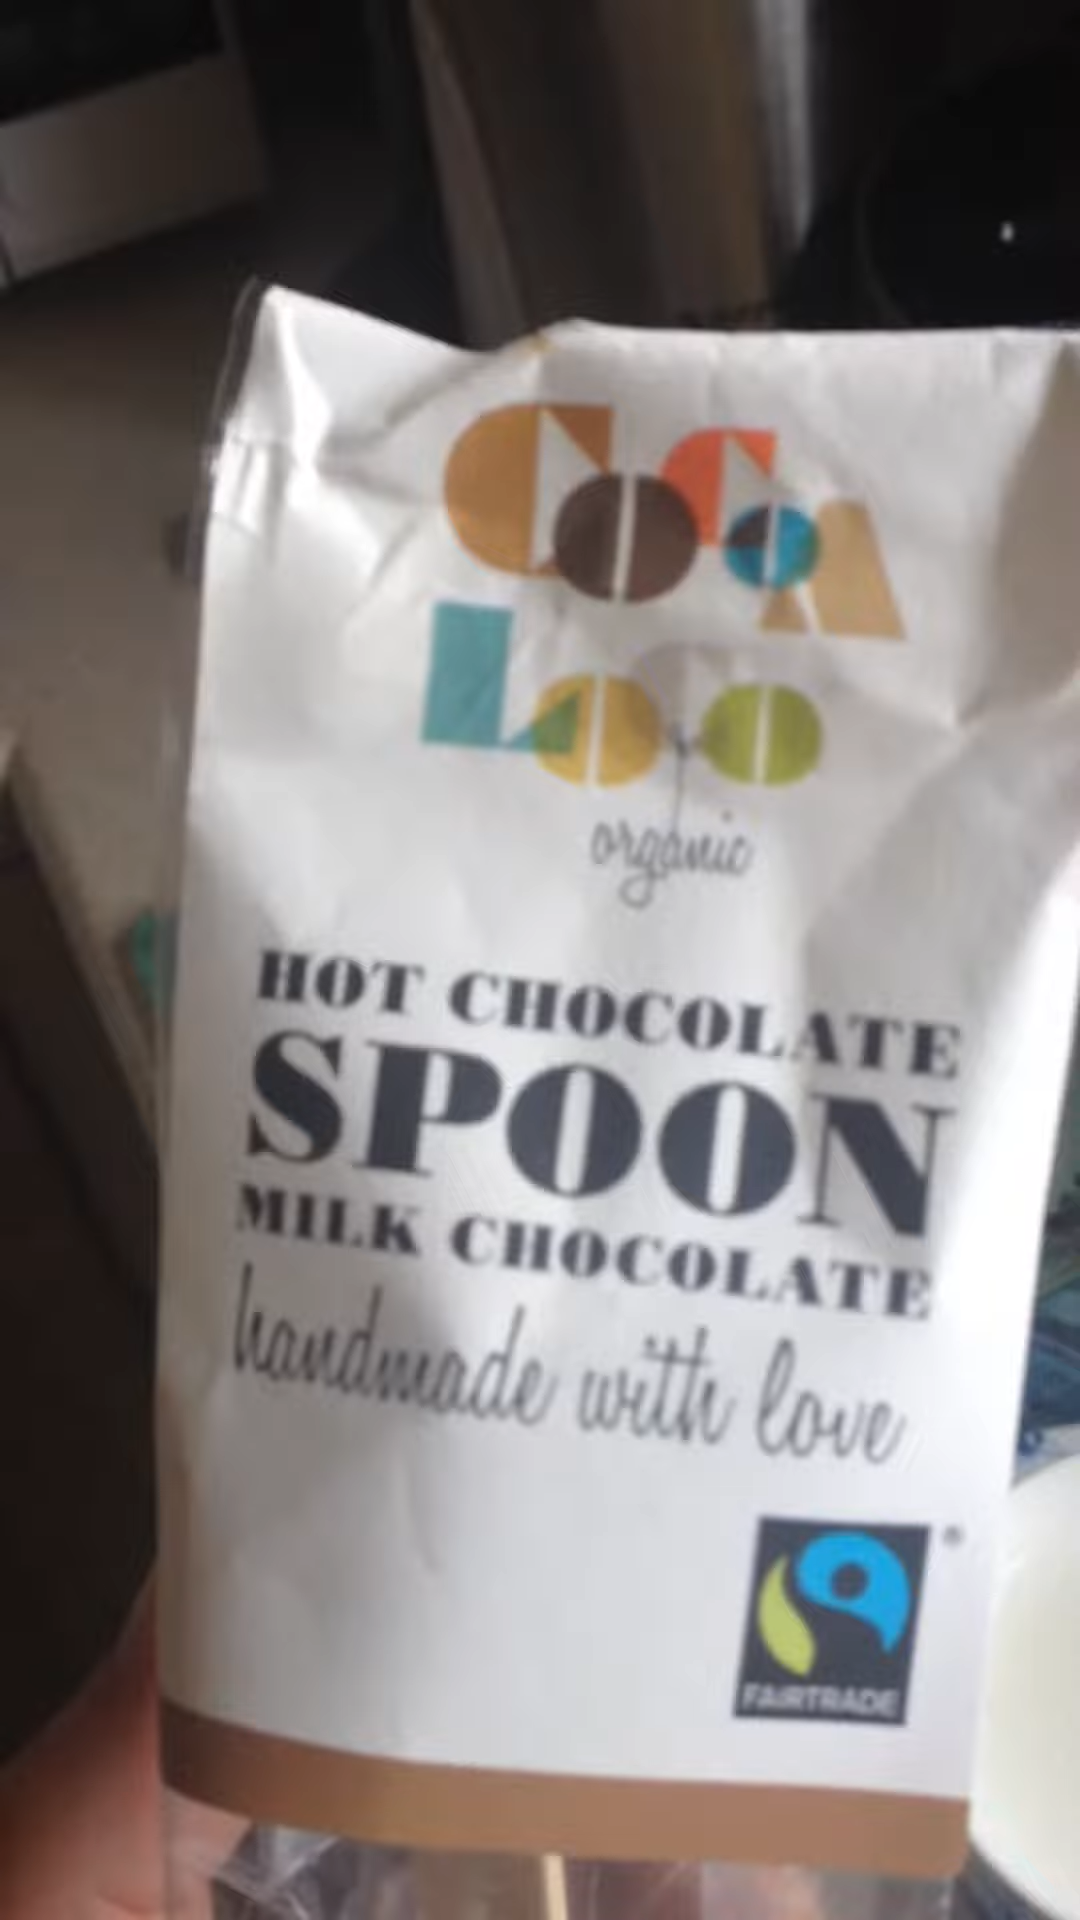 COCOA
LOCO
organic
HOT CHOCOLATE
SPOON
MILK CHOCOLATE
handmade with love
FAIRTRADE
®